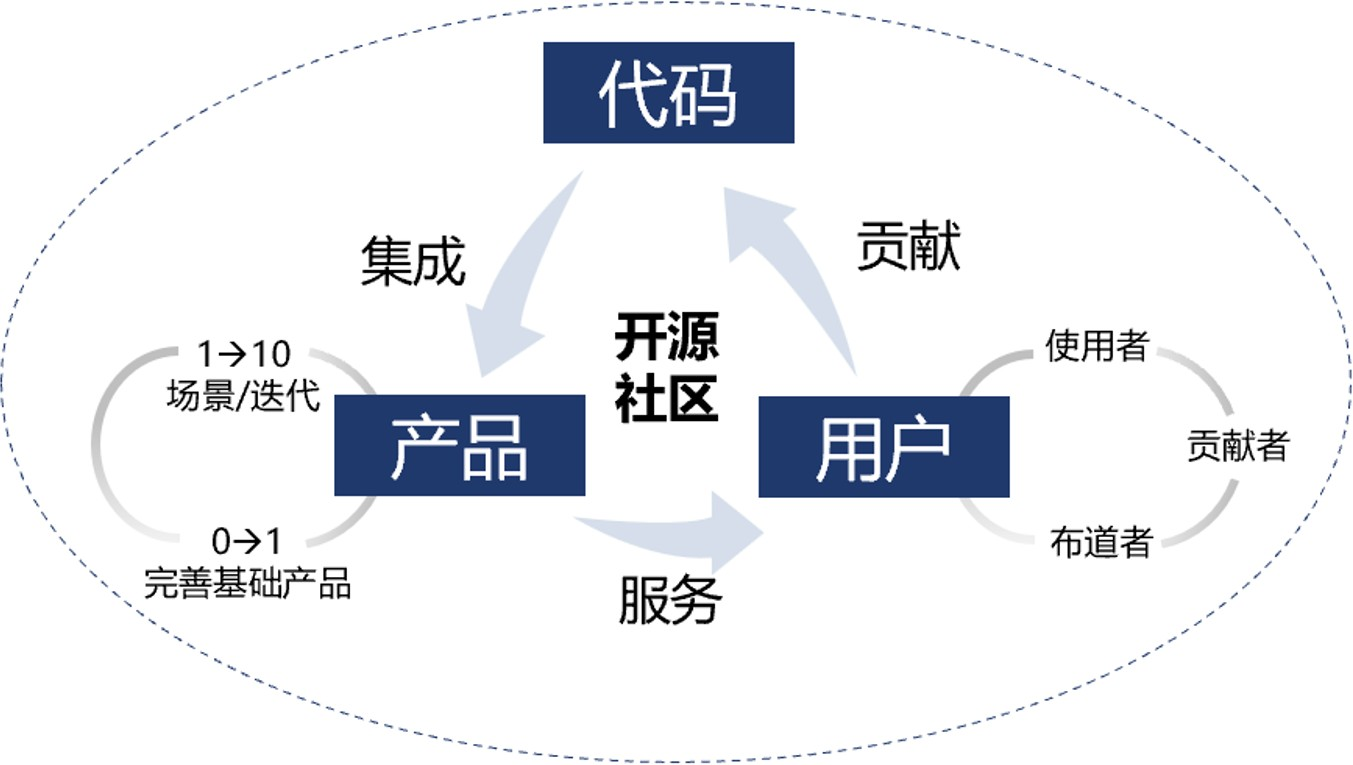 代码
集成
贡献
开源
社区
1→10
场景/迭代
产品
0→1
完善基础产品
用户
使用者
贡献者
布道者
服务